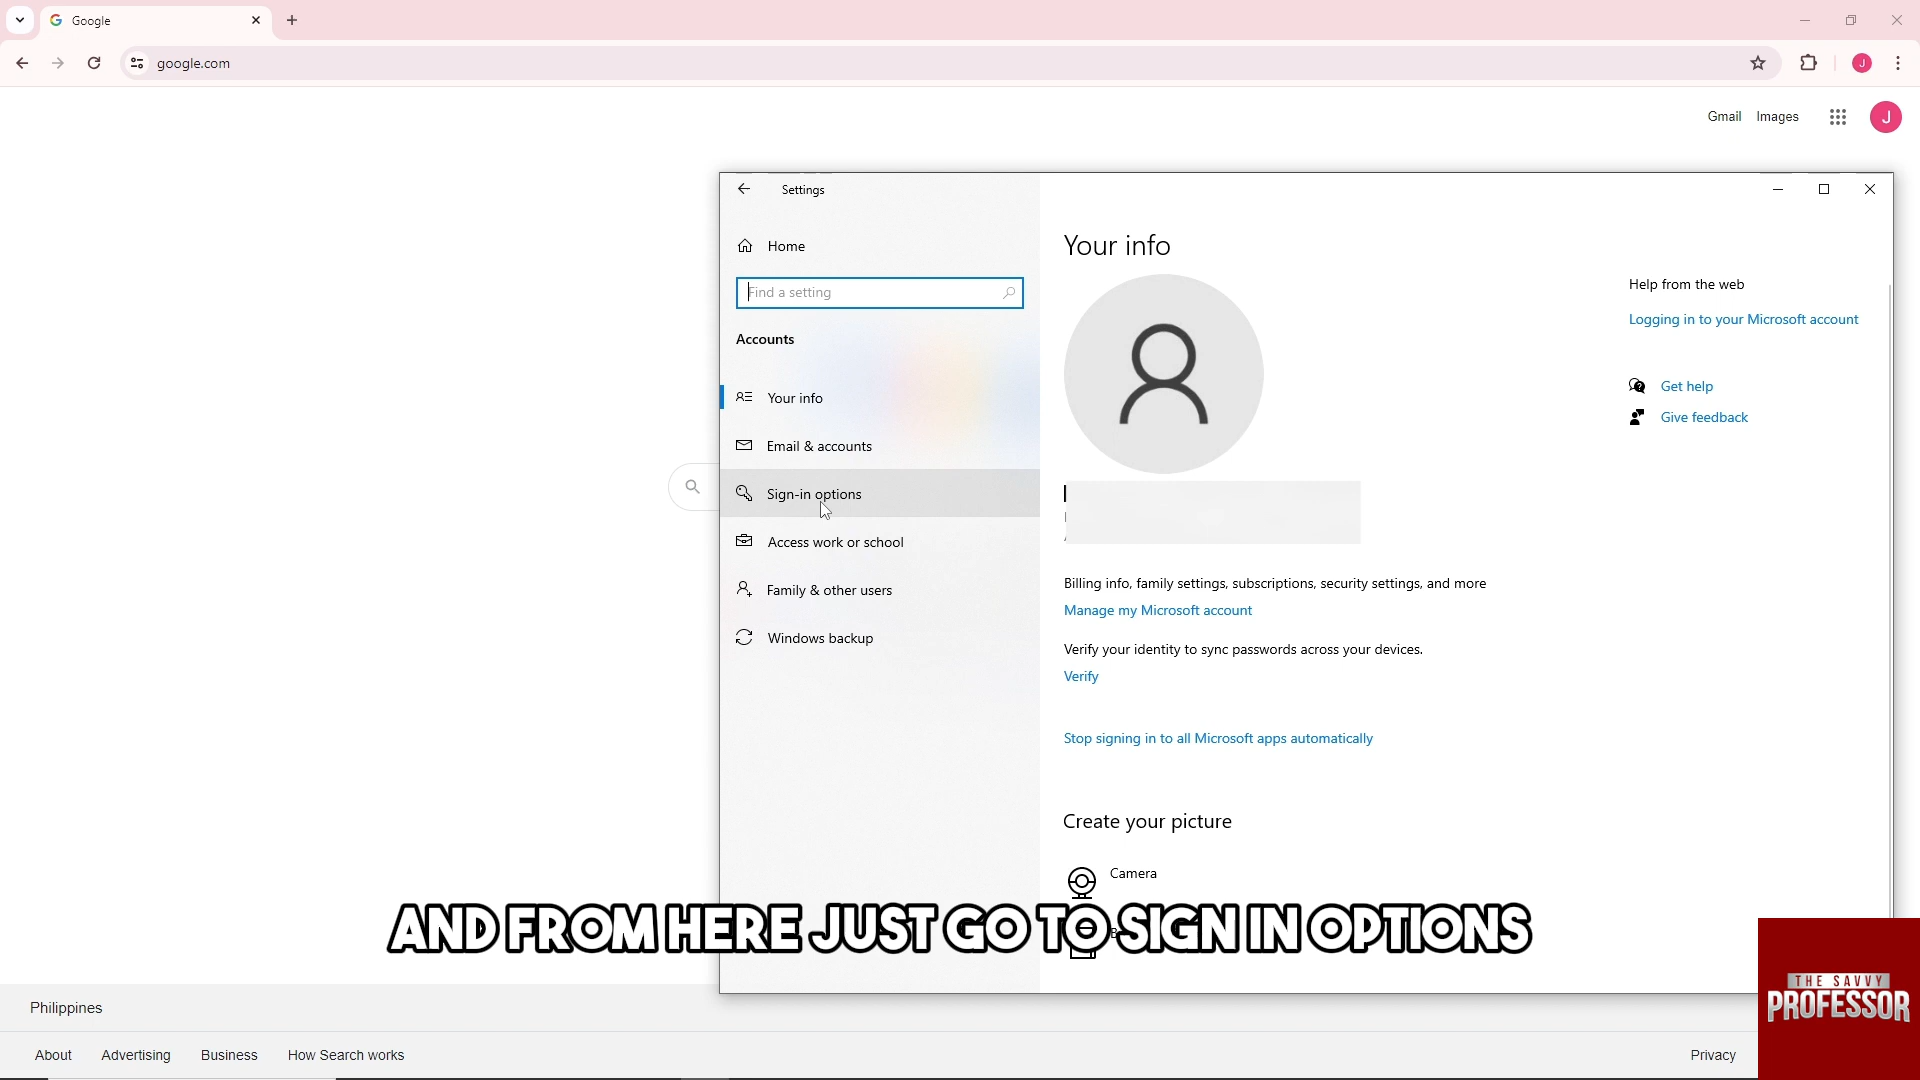 Google
google.com
J
Gmail
Images
J
Settings
Home
Find a setting
Accounts
Your info
Email & accounts
Sign-in options
Access work or school
Family & other users
Windows backup
Your info
Billing info, family settings, subscriptions, security settings, and more
Manage my Microsoft account
Verify your identity to sync passwords across your devices.
Verify
Stop signing in to all Microsoft apps automatically
Create your picture
Camera
Help from the web
Logging in to your Microsoft account
Get help
Give feedback
AND FROM HERE JUST GO TO SIGN IN OPTIONS
Philippines
About
Advertising
Business
How Search works
Privacy
THE SAVVY
PROFESSOR